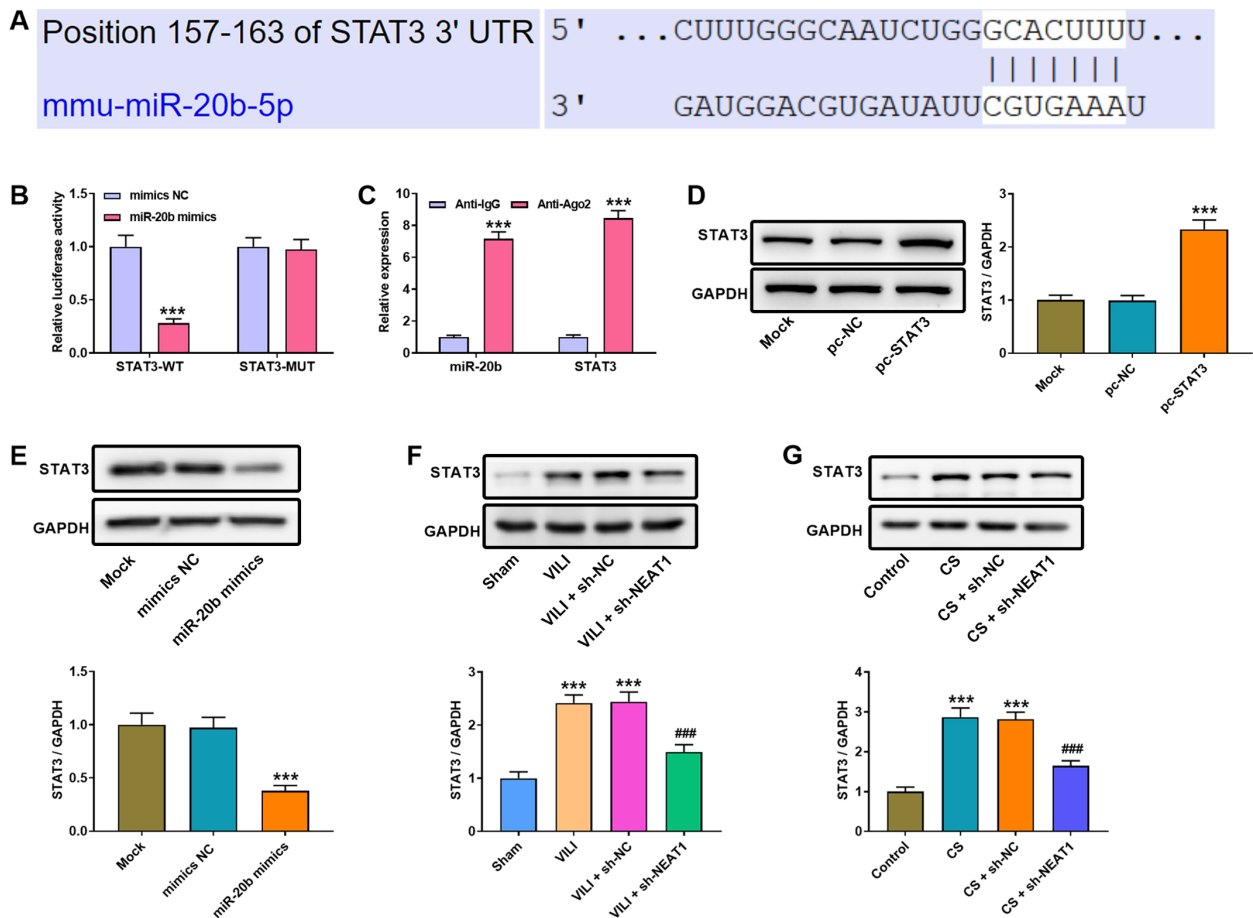 A
Position 157-163 of STAT3 3' UTR 5' ...CUUUGGGCAAUCUGGGCACUUUU...
mmu-miR-20b-5p 3' GAUGGACGUGAUAUUCGUGAAAU
B
Relative luciferase activity
1.5
1.0
0.5
0.0
mimics NC
miR-20b mimics
***
STAT3-WT STAT3-MUT
C
Relative expression
10
8
6
4
2
0
Anti-IgG Anti-Ago2
*** ***
miR-20b STAT3
D
STAT3
GAPDH
Mock pc-NC pc-STAT3
STAT3 / GAPDH
3
2
1
0
***
Mock pc-NC pc-STAT3
E
STAT3
GAPDH
Mock mimics NC miR-20b mimics
STAT3 / GAPDH
1.5
1.0
0.5
0.0
***
Mock mimics NC miR-20b mimics
F
STAT3
GAPDH
Sham VILI VILI + sh-NC VILI + sh-NEAT1
STAT3 / GAPDH
3
2
1
0
*** *** ###
Sham VILI VILI + sh-NC VILI + sh-NEAT1
G
STAT3
GAPDH
Control CS CS + sh-NC CS + sh-NEAT1
STAT3 / GAPDH
4
3
2
1
0
*** *** ###
Control CS CS + sh-NC CS + sh-NEAT1